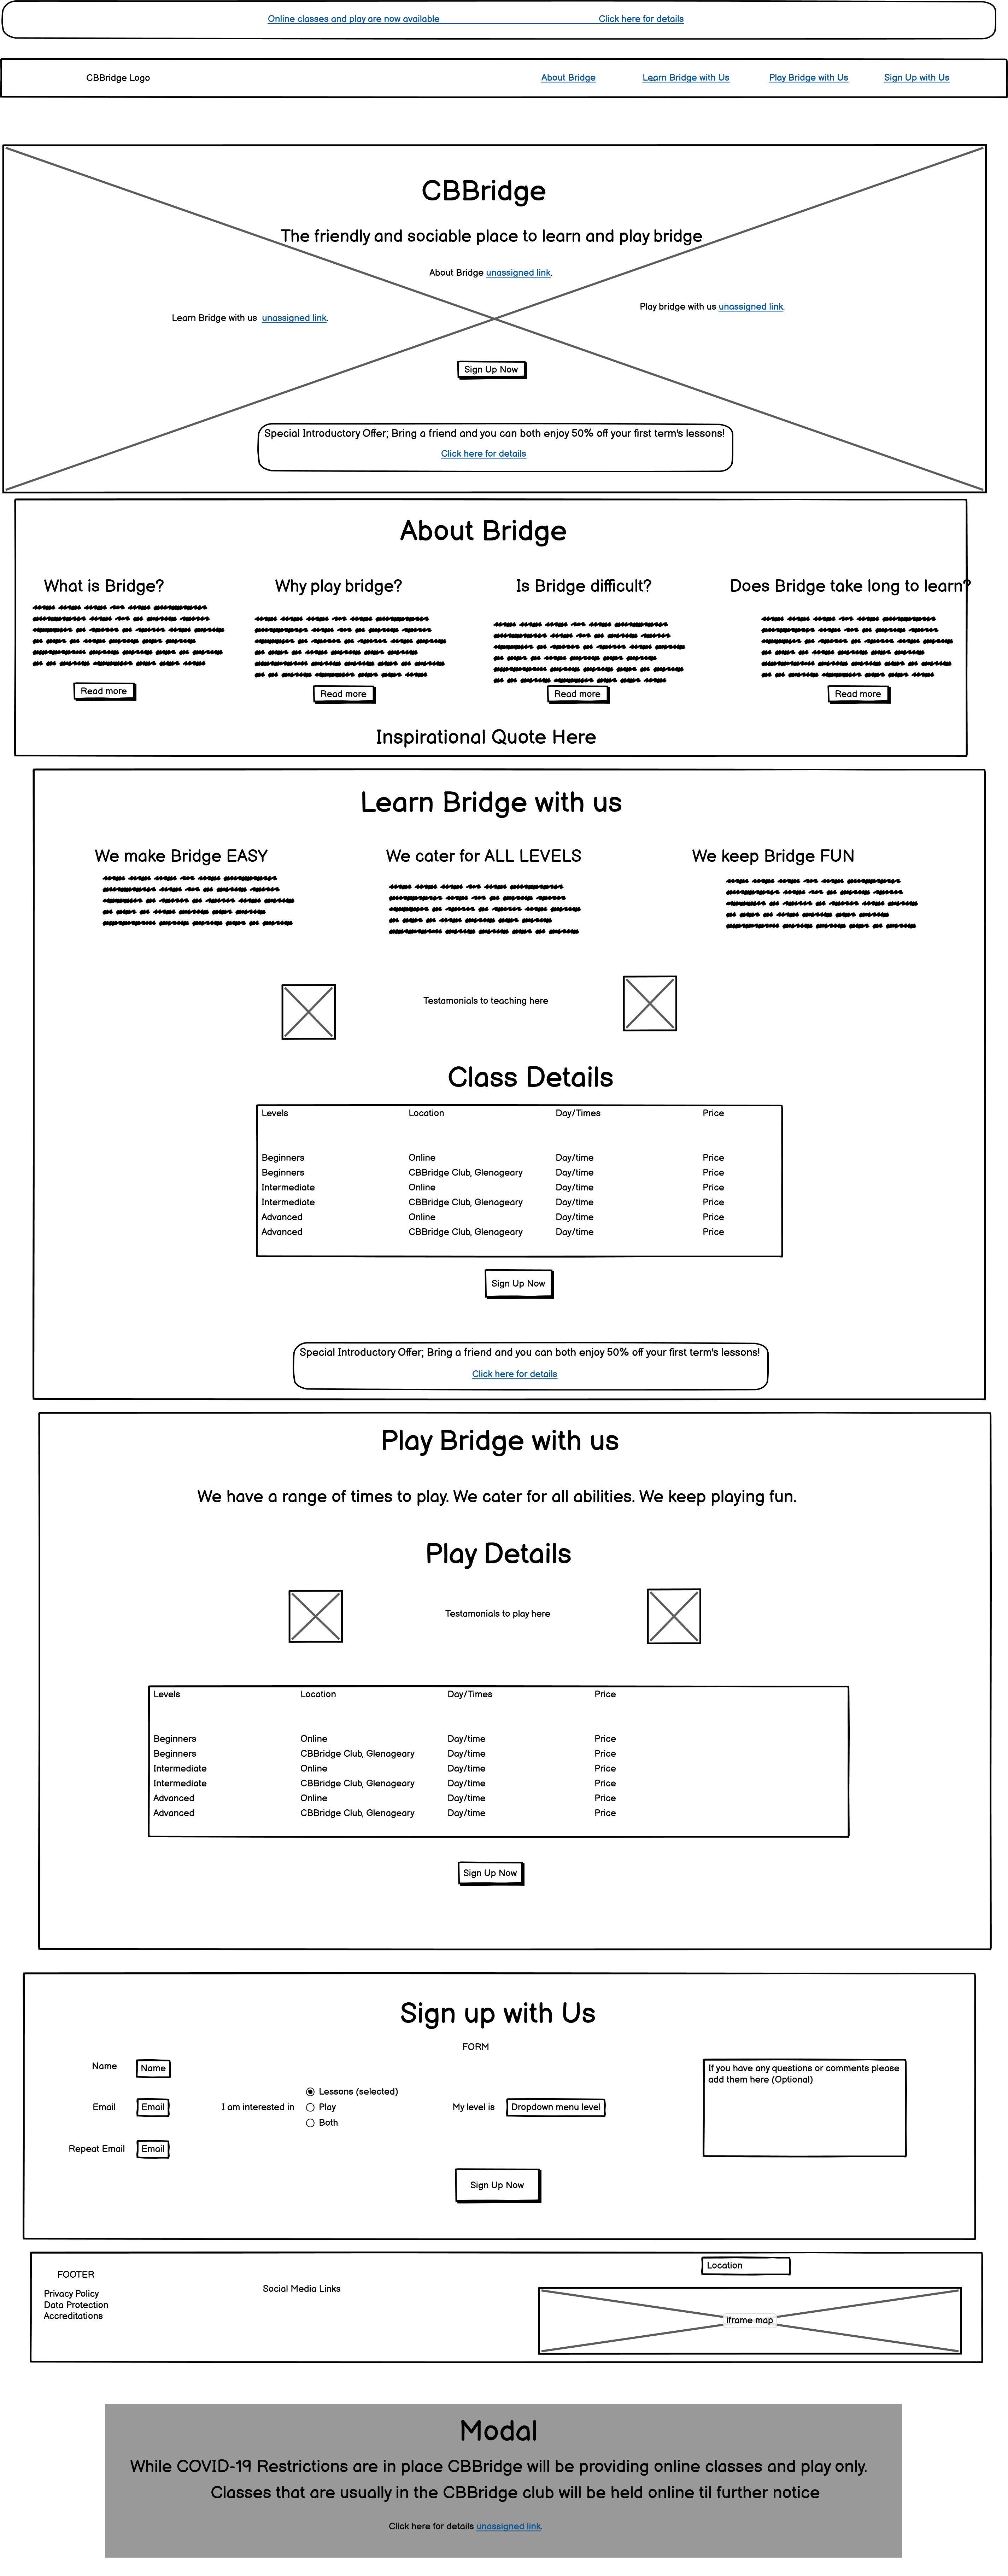 Online classes and play are now available Click here for details
CBBridge Logo About Bridge Learn Bridge with Us Play Bridge with Us Sign Up with Us
CBBridge
The friendly and sociable place to learn and play bridge
About Bridge unassigned link.
Play bridge with us unassigned link.
Learn Bridge with us unassigned link.
Sign Up Now
Special Introductory Offer; Bring a friend and you can both enjoy 50% off your first term's lessons!
Click here for details
About Bridge
What is Bridge? Why play bridge? Is Bridge difficult? Does Bridge take long to learn?
Read more Read more Read more Read more
Inspirational Quote Here
Learn Bridge with us
We make Bridge EASY We cater for ALL LEVELS We keep Bridge FUN
Testamonials to teaching here
Class Details
Levels Location Day/Times Price
Beginners Online Day/time Price
Beginners CBBridge Club, Glenageary Day/time Price
Intermediate Online Day/time Price
Intermediate CBBridge Club, Glenageary Day/time Price
Advanced Online Day/time Price
Advanced CBBridge Club, Glenageary Day/time Price
Sign Up Now
Special Introductory Offer; Bring a friend and you can both enjoy 50% off your first term's lessons!
Click here for details
Play Bridge with us
We have a range of times to play. We cater for all abilities. We keep playing fun.
Play Details
Testamonials to play here
Levels Location Day/Times Price
Beginners Online Day/time Price
Beginners CBBridge Club, Glenageary Day/time Price
Intermediate Online Day/time Price
Intermediate CBBridge Club, Glenageary Day/time Price
Advanced Online Day/time Price
Advanced CBBridge Club, Glenageary Day/time Price
Sign Up Now
Sign up with Us
FORM
Name Name
Email Email
Repeat Email Email
I am interested in
Lessons (selected)
Play
Both
My level is Dropdown menu level
If you have any questions or comments please
add them here (Optional)
Sign Up Now
FOOTER
Privacy Policy
Data Protection
Accreditations
Social Media Links
Location
iframe map
Modal
While COVID-19 Restrictions are in place CBBridge will be providing online classes and play only.
Classes that are usually in the CBBridge club will be held online til further notice
Click here for details unassigned link.